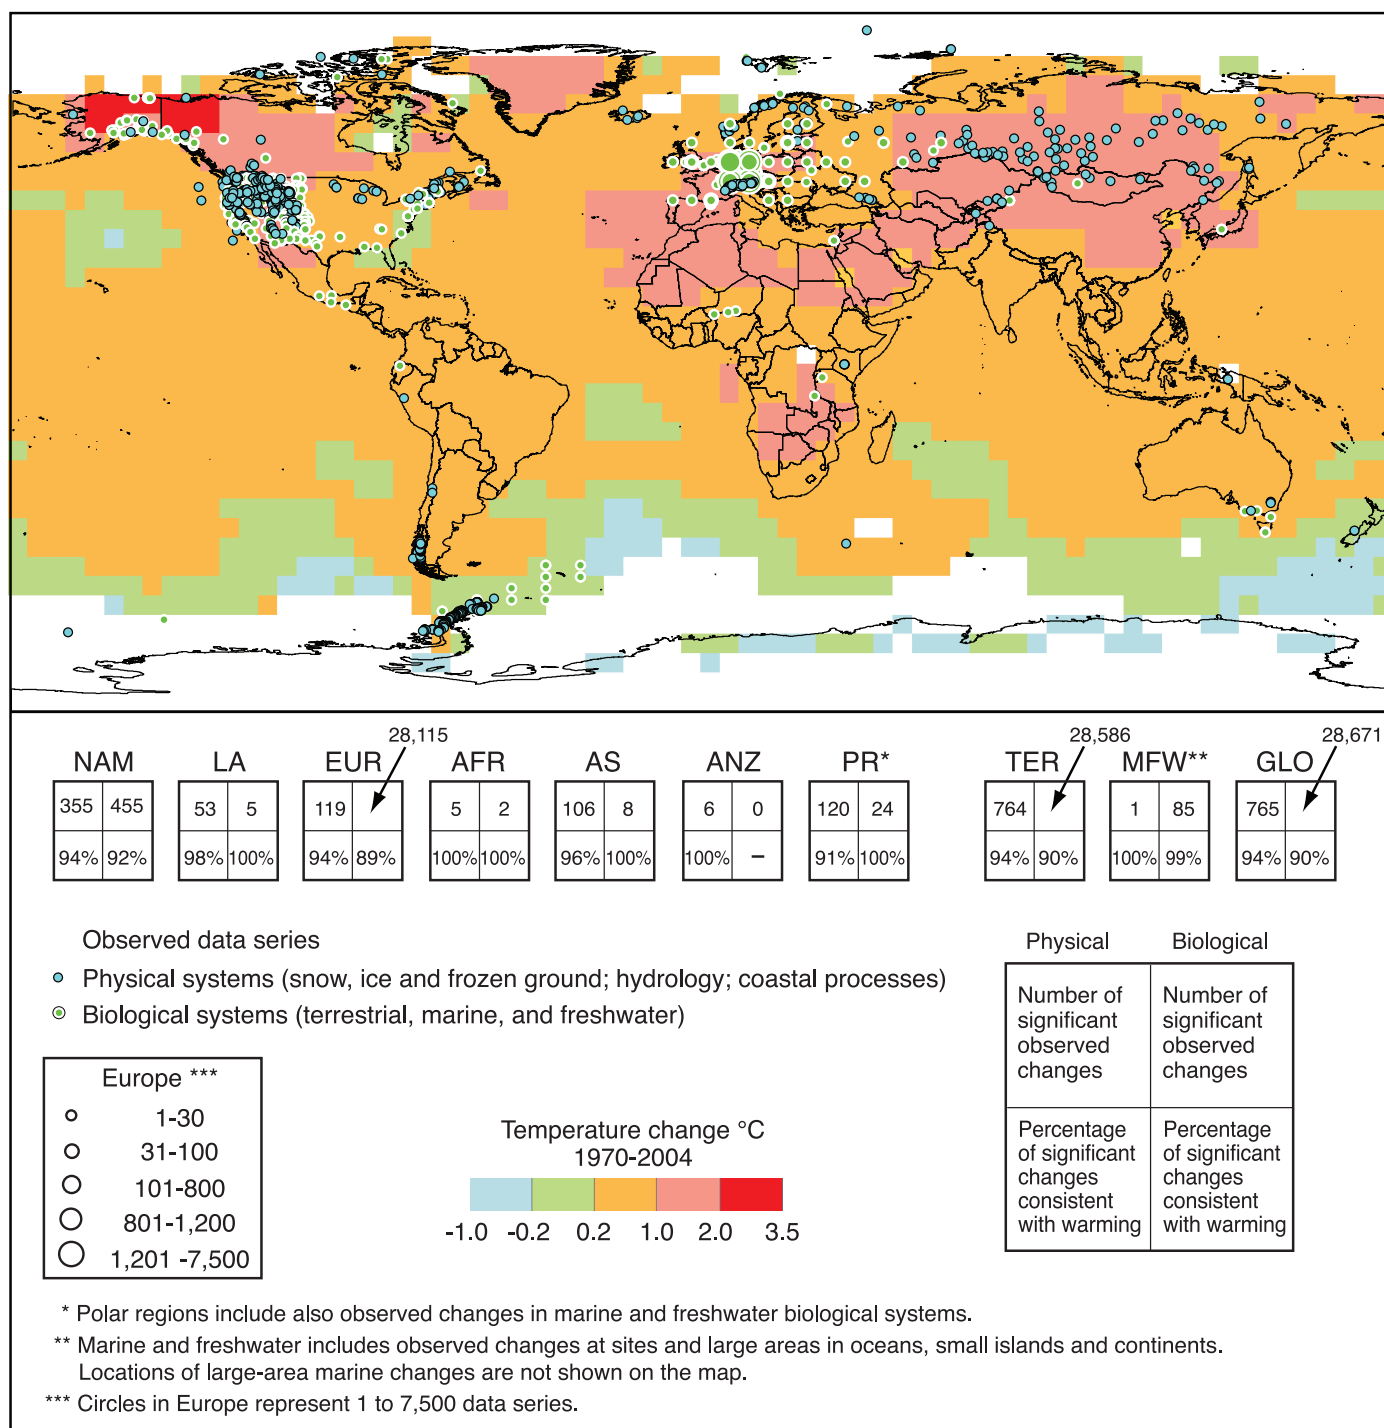 28,115
28,586
28,671
NAM LA EUR AFR AS ANZ PR* TER MFW** GLO
355 455 53 5 119 5 2 106 8 6 0 120 24 764 1 85 765
94% 92% 98% 100% 94% 89% 100% 100% 96% 100% 100% – 91% 100% 94% 90% 100% 99% 94% 90%
Observed data series
Physical systems (snow, ice and frozen ground; hydrology; coastal processes)
Biological systems (terrestrial, marine, and freshwater)
Europe ***
1-30
31-100
101-800
801-1,200
1,201 -7,500
Temperature change °C
1970-2004
-1.0 -0.2 0.2 1.0 2.0 3.5
Physical Biological
Number of Number of
significant significant
observed observed
changes changes
Percentage Percentage
of significant of significant
changes changes
consistent consistent
with warming with warming
* Polar regions include also observed changes in marine and freshwater biological systems.
** Marine and freshwater includes observed changes at sites and large areas in oceans, small islands and continents.
Locations of large-area marine changes are not shown on the map.
*** Circles in Europe represent 1 to 7,500 data series.